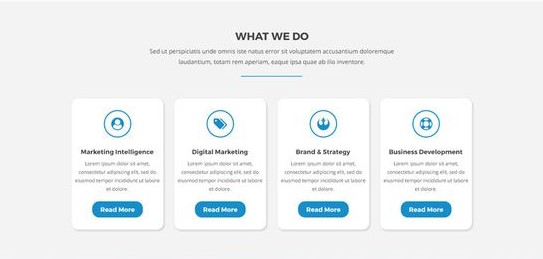 WHAT WE DO
Sed ut perspiciatis unde omnis iste natus error sit voluptatem accusantium doloremque
laudantium, totam rem aperiam, eaque ipsa quae ab illo inventore.
Marketing Intelligence
Lorem ipsum dolor sit amet,
consectetur adipiscing elit, sed do
eiusmod tempor incididunt ut labore
et dolore.
Read More
Digital Marketing
Lorem ipsum dolor sit amet,
consectetur adipiscing elit, sed do
eiusmod tempor incididunt ut labore
et dolore.
Read More
Brand & Strategy
Lorem ipsum dolor sit amet,
consectetur adipiscing elit, sed do
eiusmod tempor incididunt ut labore
et dolore.
Read More
Business Development
Lorem ipsum dolor sit amet,
consectetur adipiscing elit, sed do
eiusmod tempor incididunt ut labore
et dolore.
Read More